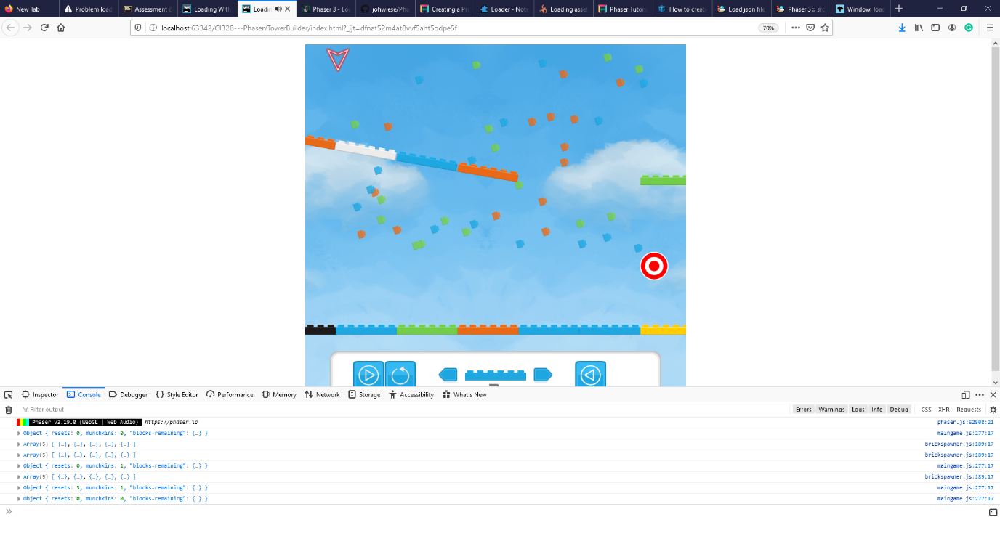 New Tab
Problem load
Assessment &
Loading With
Loadin
Phaser 3 - Lo
johwiese/Pha
Creating a Pr
Loader - Note
Loading asse
Phaser Tutori
How to create
Load json file
Phaser 3 :: src
Window: load
localhost:63342/CI328---Phaser/TowerBuilder/index.html?_ijt=dfnat52m4at8vvf5aht5qdpe5f
70%
Inspector
Console
Debugger
Style Editor
Performance
Memory
Network
Storage
Accessibility
What's New
Filter output
Errors
Warnings
Logs
Info
Debug
CSS
XHR
Requests
Phaser v3.19.0 (WebGL | Web Audio) https://phaser.io phaser.js:62808:21
Object { resets: 0, munchkins: 0, "blocks-remaining": {…} } maingame.js:277:17
Array(5) [ {…}, {…}, {…}, {…}, {…} ] brickspawner.js:189:17
Array(5) [ {…}, {…}, {…}, {…}, {…} ] brickspawner.js:189:17
Object { resets: 0, munchkins: 1, "blocks-remaining": {…} } maingame.js:277:17
Array(5) [ {…}, {…}, {…}, {…}, {…} ] brickspawner.js:189:17
Object { resets: 3, munchkins: 1, "blocks-remaining": {…} } maingame.js:277:17
Object { resets: 0, munchkins: 0, "blocks-remaining": {…} } maingame.js:277:17